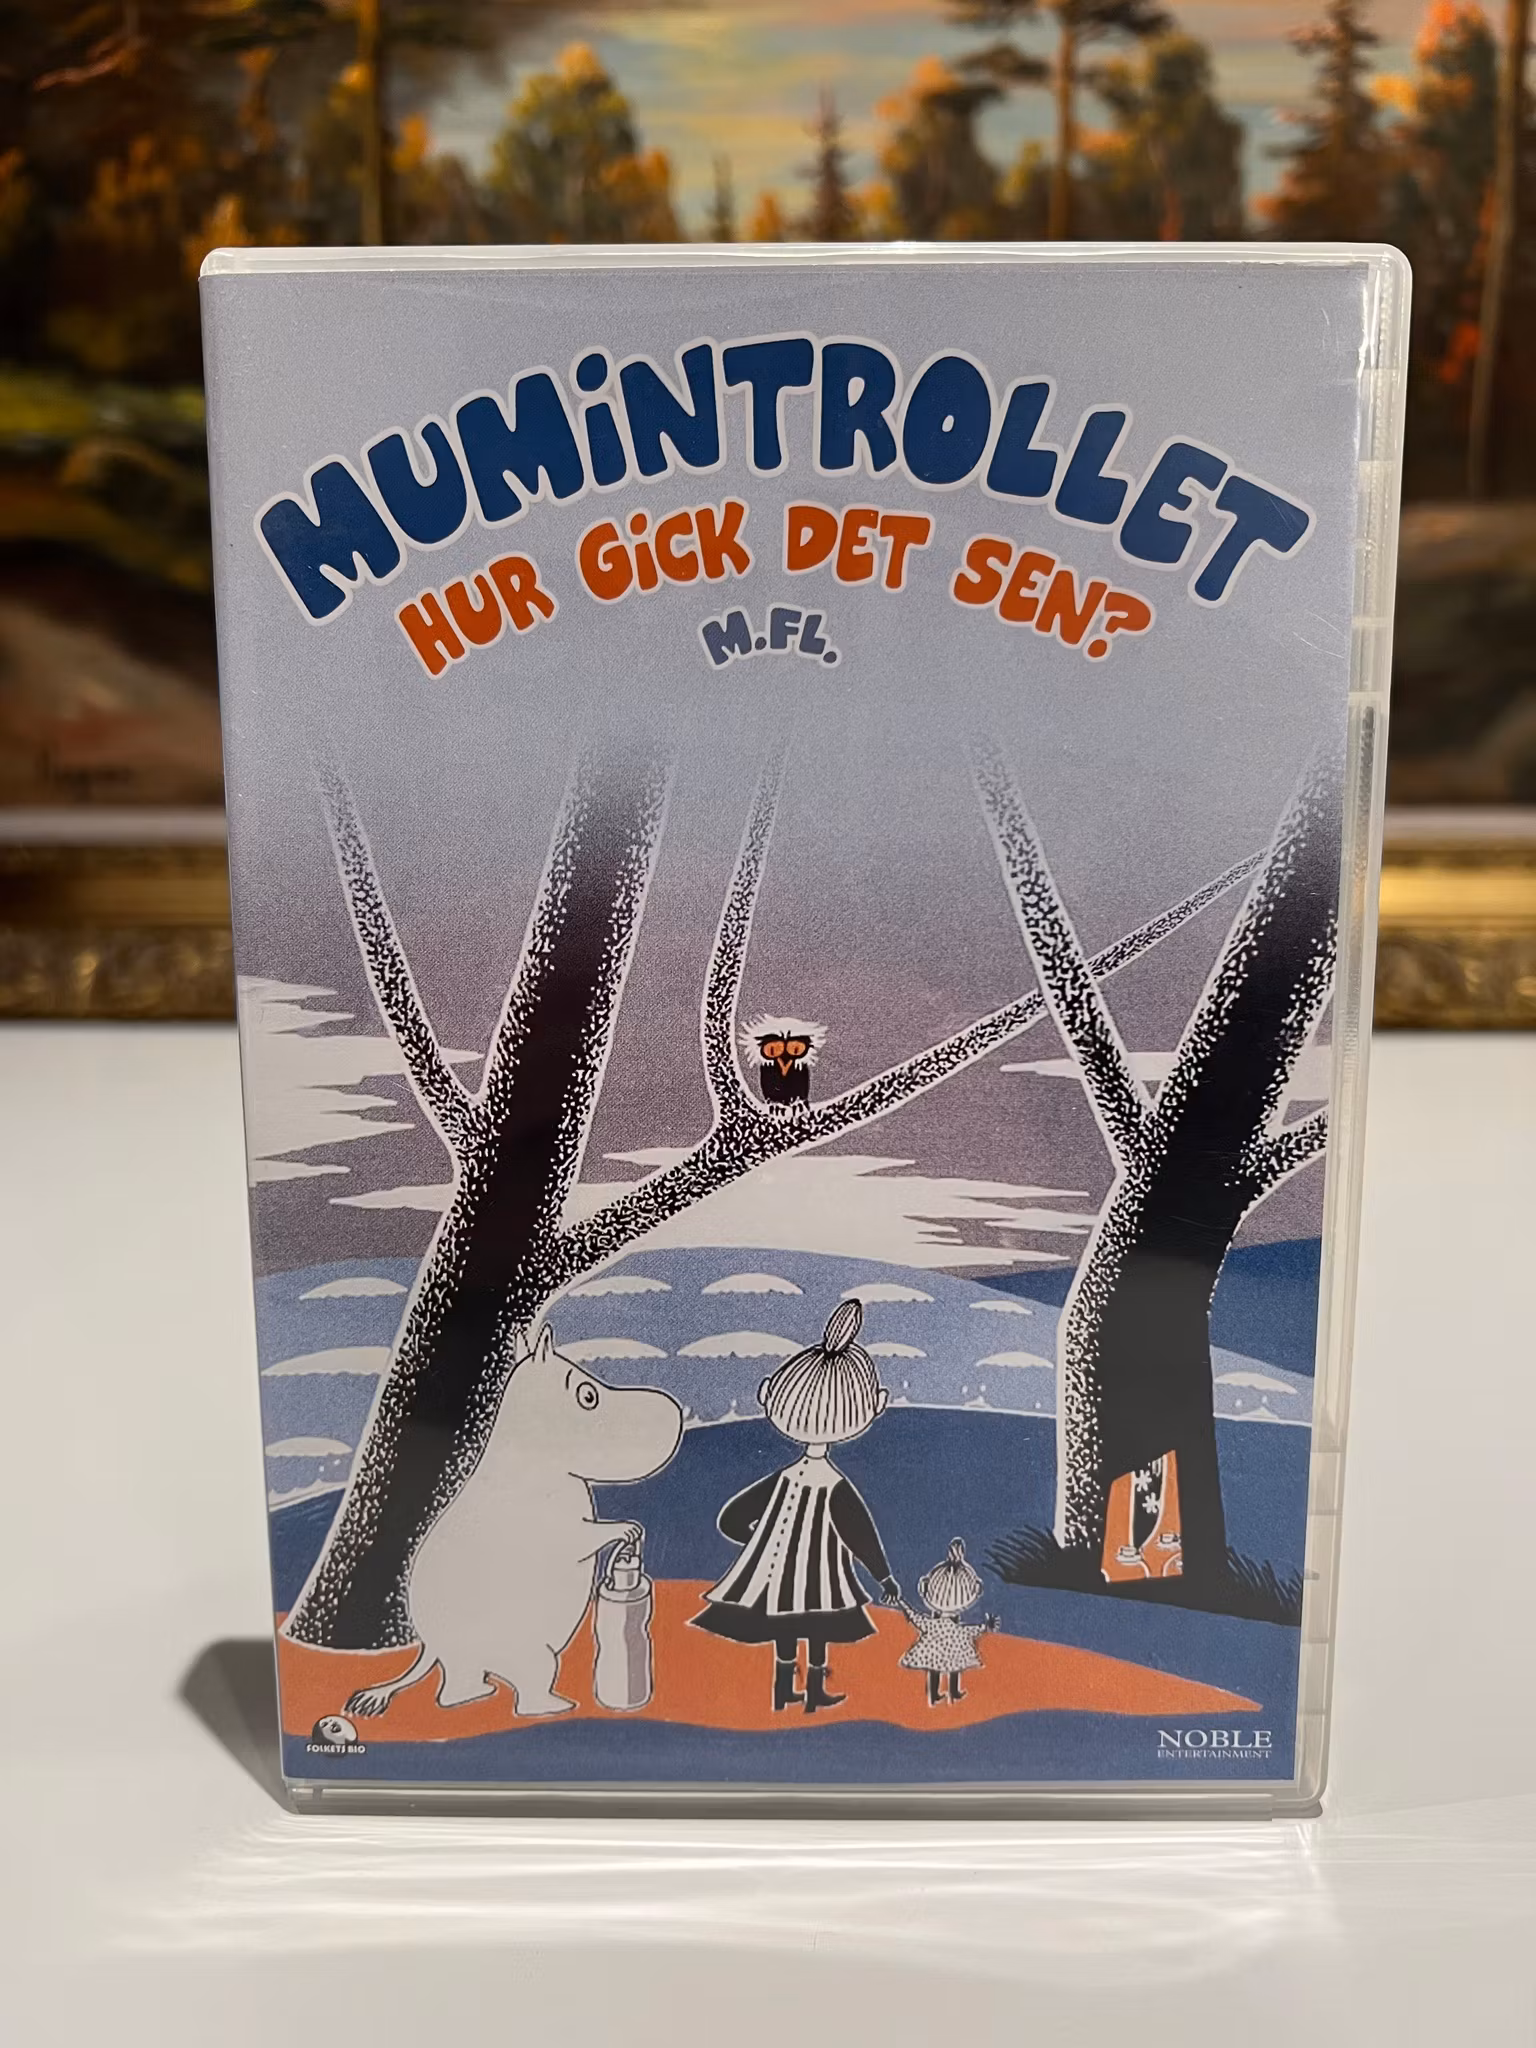 MUMiNTROLLET
HUR GiCK DET SEN?
M.FL.
FOLKETS BIO
NOBLE
ENTERTAINMENT